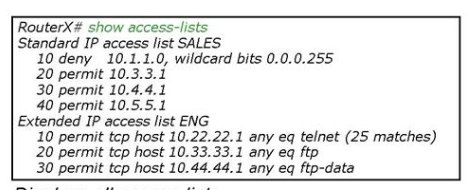 RouterX# show access-lists
Standard IP access list SALES
10 deny 10.1.1.0, wildcard bits 0.0.0.255
20 permit 10.3.3.1
30 permit 10.4.4.1
40 permit 10.5.5.1
Extended IP access list ENG
10 permit tcp host 10.22.22.1 any eq telnet (25 matches)
20 permit tcp host 10.33.33.1 any eq ftp
30 permit tcp host 10.44.44.1 any eq ftp-data